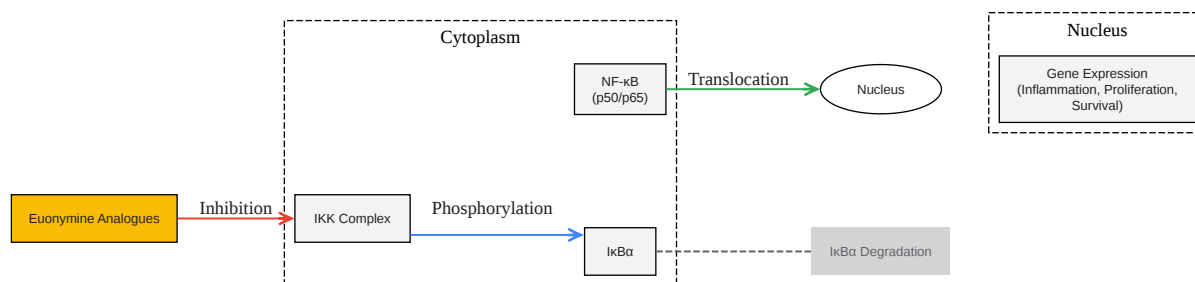 Cytoplasm
Nucleus
NF-κB
(p50/p65)
Translocation
Nucleus
Gene Expression
(Inflammation, Proliferation,
Survival)
Euonymine Analogues
Inhibition
IKK Complex
Phosphorylation
IκBα
IκBα Degradation